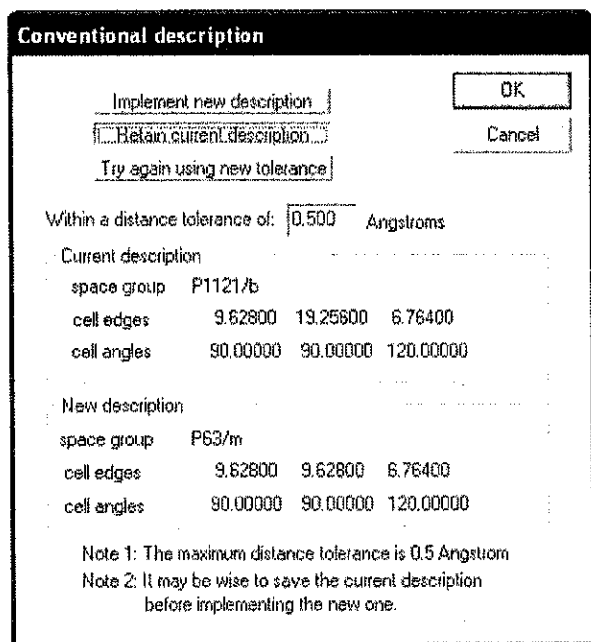 Conventional description
Implement new description
OK
Retain current description
Cancel
Try again using new tolerance
Within a distance tolerance of: 0.500 Angstroms
Current description
space group P1121/b
cell edges 9.62800 19.25600 6.76400
cell angles 90.00000 90.00000 120.00000
New description
space group P63/m
cell edges 9.62800 9.62800 6.76400
cell angles 90.00000 90.00000 120.00000
Note 1: The maximum distance tolerance is 0.5 Angstrom
Note 2: It may be wise to save the current description
before implementing the new one.